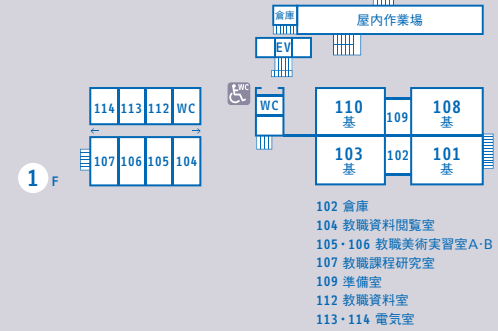 倉庫
屋内作業場
EV
WC
WC
114 113 112 WC
110 基
109
108 基
107 106 105 104
103 基
102
101 基
1 F
102 倉庫
104 教職資料閲覧室
105・106 教職美術実習室A・B
107 教職課程研究室
109 準備室
112 教職資料室
113・114 電気室